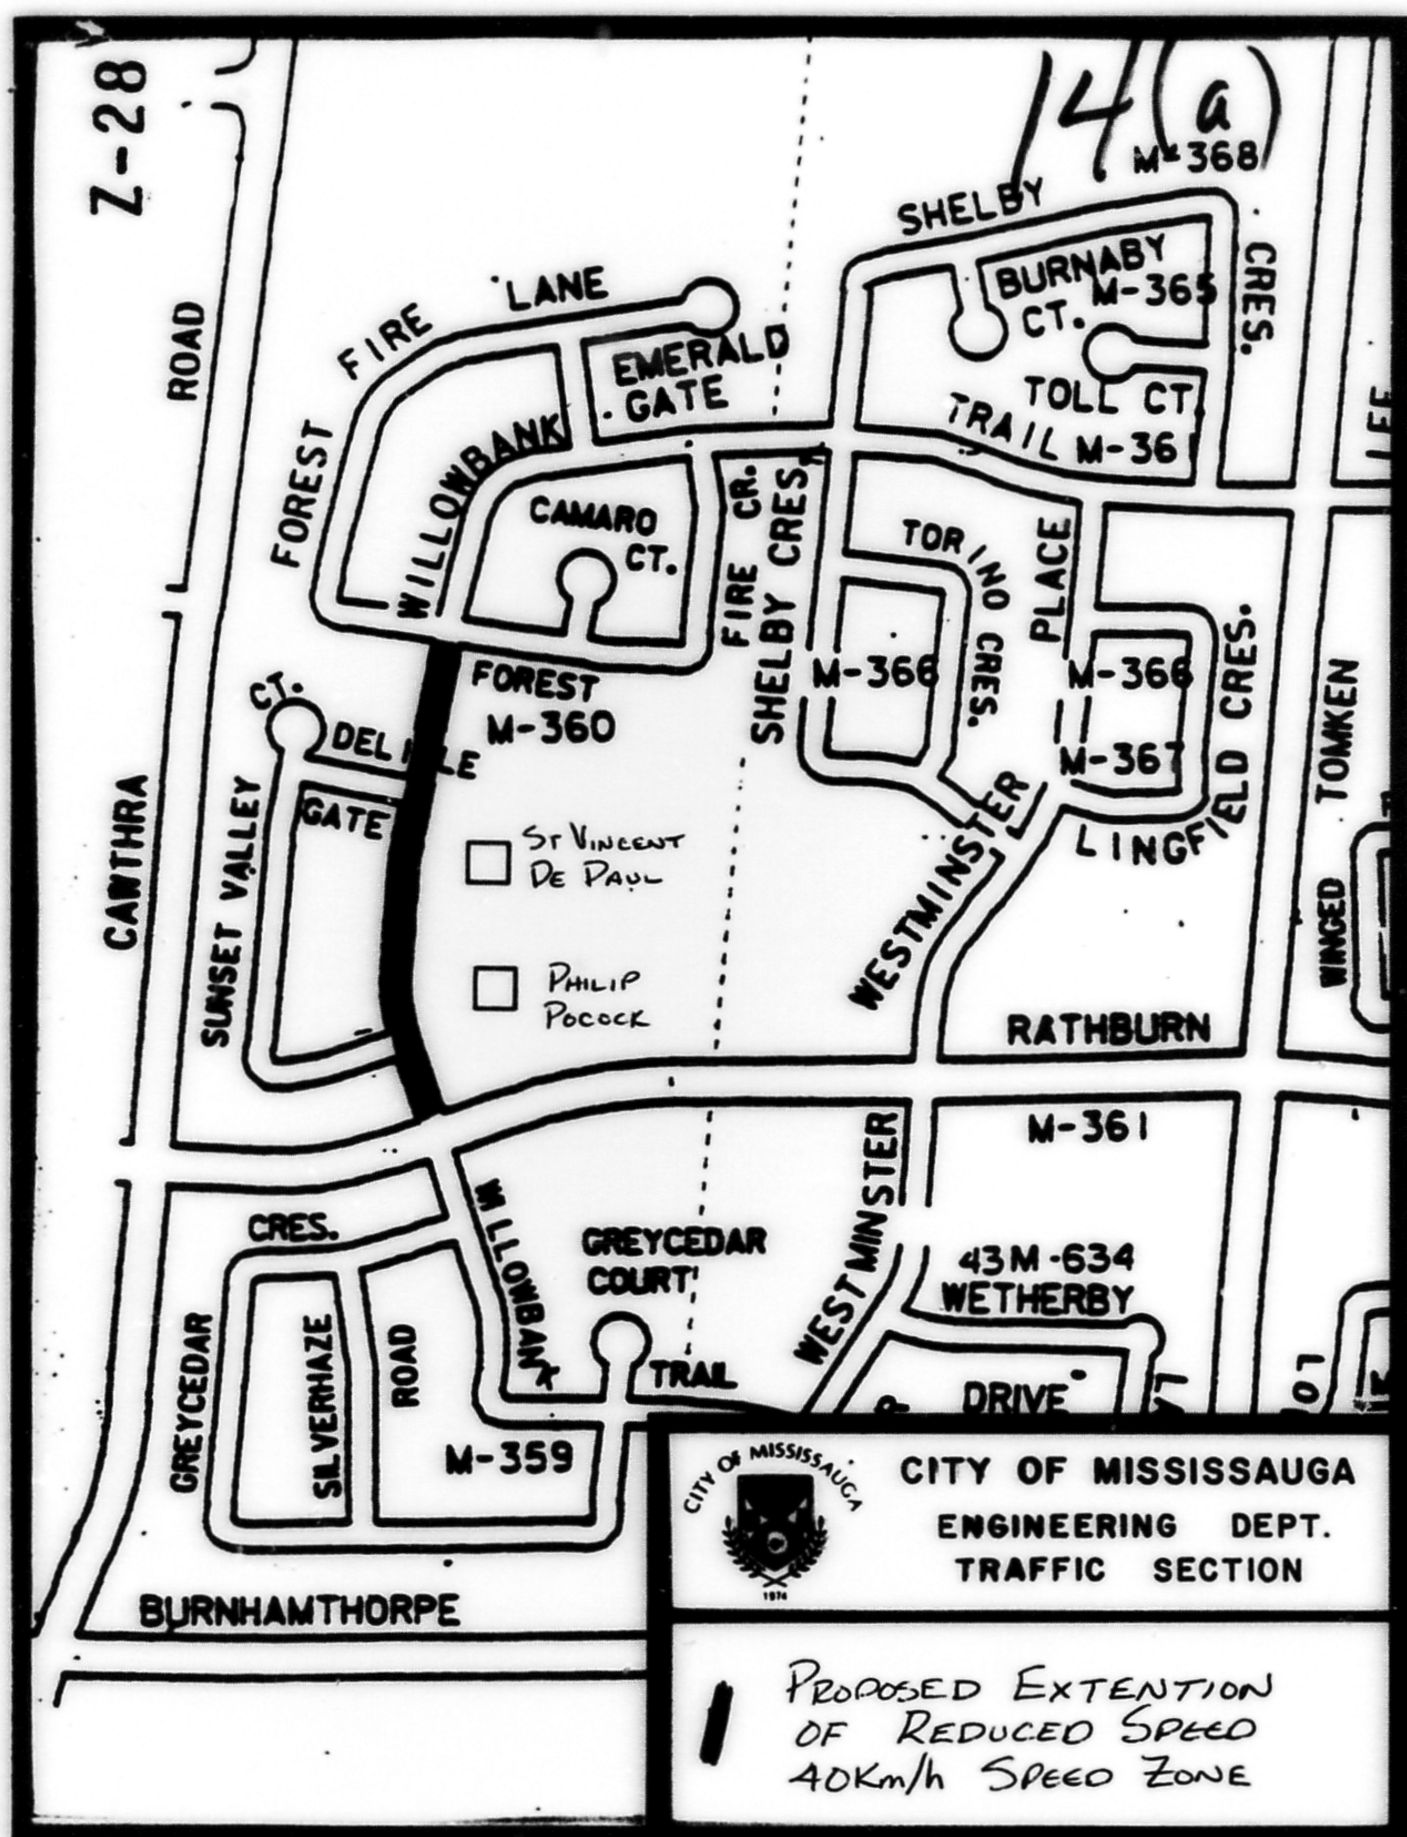 Z-28
14(a)
M-368
SHELBY
CRES.
BURNABY
CT.
M-365
TOLL CT.
TRAIL
M-36
ROAD
FOREST FIRE LANE
EMERALD
GATE
WILLOWBANK
CAMARO
CT.
FIRE CR.
SHELBY CRES.
TORINO CRES.
PLACE
M-366
M-366
M-367
LINGFIELD CRES.
TOMKEN
WINGED
FOREST
M-360
CT.
DEL
LE
GATE
SUNSET VALLEY
CAWTHRA
ST VINCENT
DE PAUL
PHILIP
POCOCK
WESTMINSTER
RATHBURN
M-361
WESTMINSTER
CRES.
WILLOWBANK
GREYCEDAR
COURT
43M-634
WETHERBY
DRIVE
GREYCEDAR
SILVERHAZE
ROAD
TRAIL
M-359
BURNHAMTHORPE
CITY OF MISSISSAUGA
1974
CITY OF MISSISSAUGA
ENGINEERING DEPT.
TRAFFIC SECTION
PROPOSED EXTENTION
OF REDUCED SPEED
40Km/h SPEED ZONE